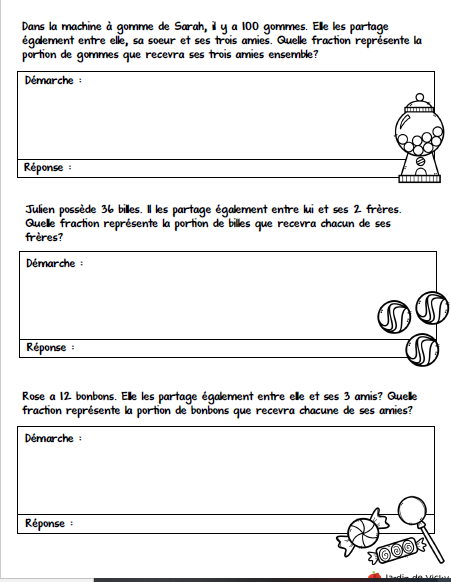 Dans la machine à gomme de Sarah, il y a 100 gommes. Elle les partage
également entre elle, sa soeur et ses trois amies. Quelle fraction représente la
portion de gommes que recevra ses trois amies ensemble?
Démarche :
Réponse :
Julien possède 36 billes. Il les partage également entre lui et ses 2 frères.
Quelle fraction représente la portion de billes que recevra chacun de ses
frères?
Démarche :
Réponse :
Rose a 12 bonbons. Elle les partage également entre elle et ses 3 amis? Quelle
fraction représente la portion de bonbons que recevra chacune de ses amies?
Démarche :
Réponse :
Jardin de Vicky